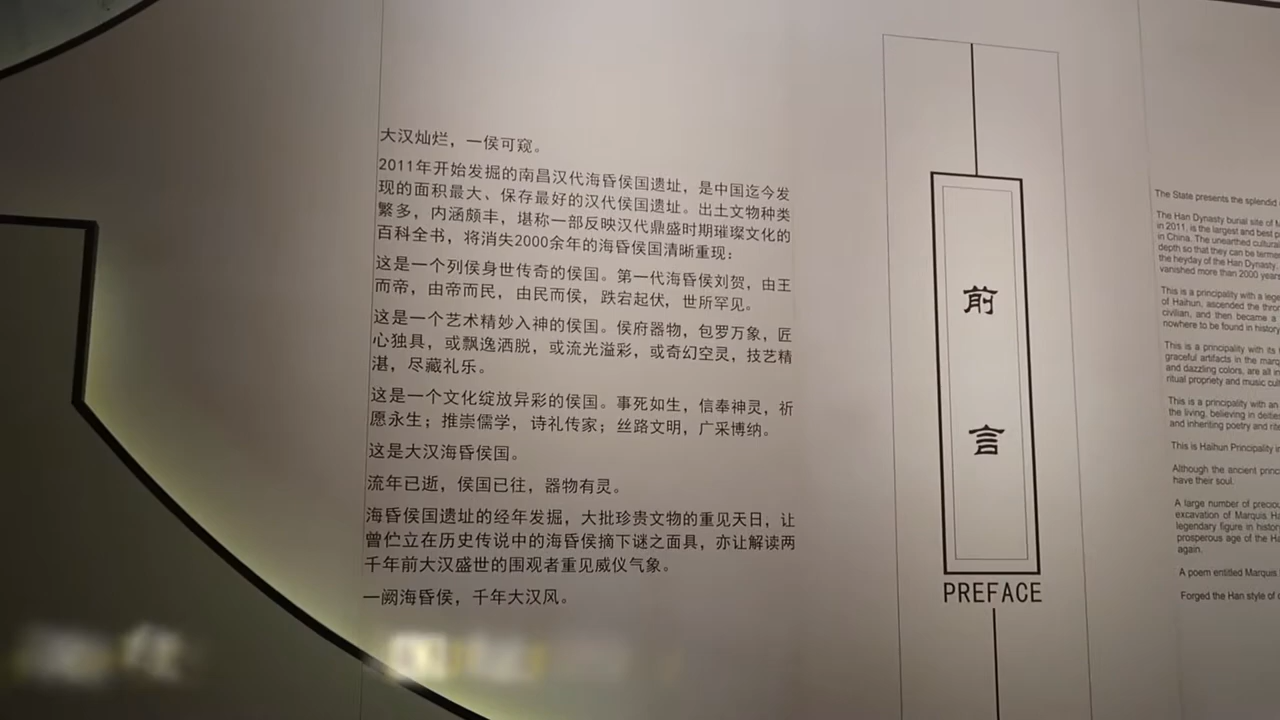 大汉灿烂，一侯可窥。
2011年开始发掘的南昌汉代海昏侯国遗址，是中国迄今发
现的面积最大、保存最好的汉代侯国遗址。出土文物种类
繁多，内涵颇丰，堪称一部反映汉代鼎盛时期璀璨文化的
百科全书，将消失2000余年的海昏侯国清晰重现：
这是一个列侯身世传奇的侯国。第一代海昏侯刘贺，由王
而帝，由帝而民，由民而侯，跌宕起伏，世所罕见。
这是一个艺术精妙入神的侯国。侯府器物，包罗万象，匠
心独具，或飘逸洒脱，或流光溢彩，或奇幻空灵，技艺精
湛，尽藏礼乐。
这是一个文化绽放异彩的侯国。事死如生，信奉神灵，祈
愿永生；推崇儒学，诗礼传家；丝路文明，广采博纳。
这是大汉海昏侯国。
流年已逝，侯国已往，器物有灵。
海昏侯国遗址的经年发掘，大批珍贵文物的重见天日，让
曾伫立在历史传说中的海昏侯摘下谜之面具，亦让解读两
千年前大汉盛世的围观者重见威仪气象。
一阙海昏侯，千年大汉风。
前
言
PREFACE
The State presents the splendid
The Han Dynasty burial site of
in 2011, is the largest and best
in China. The unearthed
depth so that they can be
the heyday of the Han Dynasty,
vanished more than 2000
This is a principality with a
of Haihun, ascended the
civilian, and then became a
nowhere to be found in
This is a principality with its
graceful artifacts in the
and dazzling colors, are all
ritual propriety and music
This is a principality with an
the living, believing in
and inheriting poetry and
This is Haihun Principality
Although the ancient
have their soul.
A large number of
excavation of Marquis
legendary figure in
prosperous age of the
again.
A poem entitled Marquis
Forged the Han style of